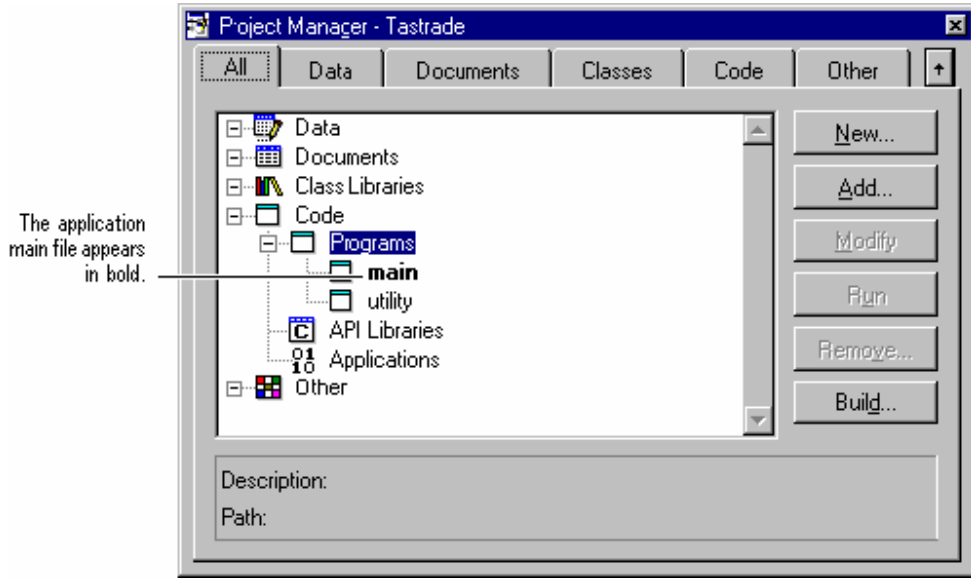 Project Manager - Tastrade
All Data Documents Classes Code Other
Data
Documents
Class Libraries
Code
Programs
main
utility
API Libraries
Applications
Other
New...
Add...
Modify
Run
Remove...
Build...
The application
main file appears
in bold.
Description:
Path: